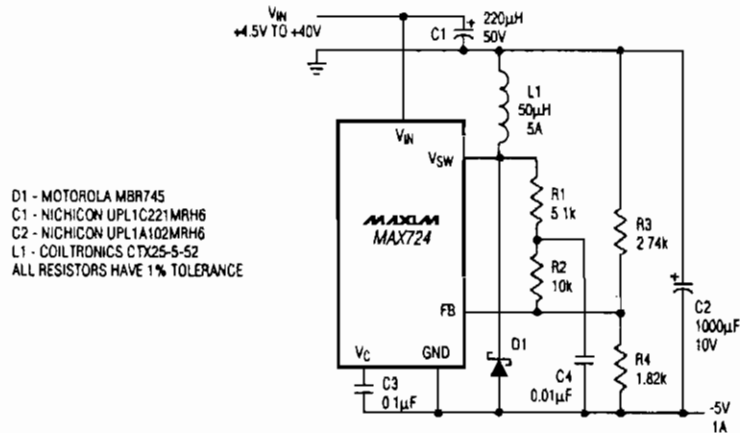 VIN
+4.5V TO +40V
C1
220µH
50V
L1
50µH
5A
VIN
VSW
MAXIM
MAX724
FB
VC
GND
R1
5.1k
R2
10k
R3
2.74k
R4
1.82k
C2
1000µF
10V
D1
C3
0.1µF
C4
0.01µF
-5V
1A
D1 - MOTOROLA MBR745
C1 - NICHICON UPL1C221MRH6
C2 - NICHICON UPL1A102MRH6
L1 - COILTRONICS CTX25-5-52
ALL RESISTORS HAVE 1% TOLERANCE